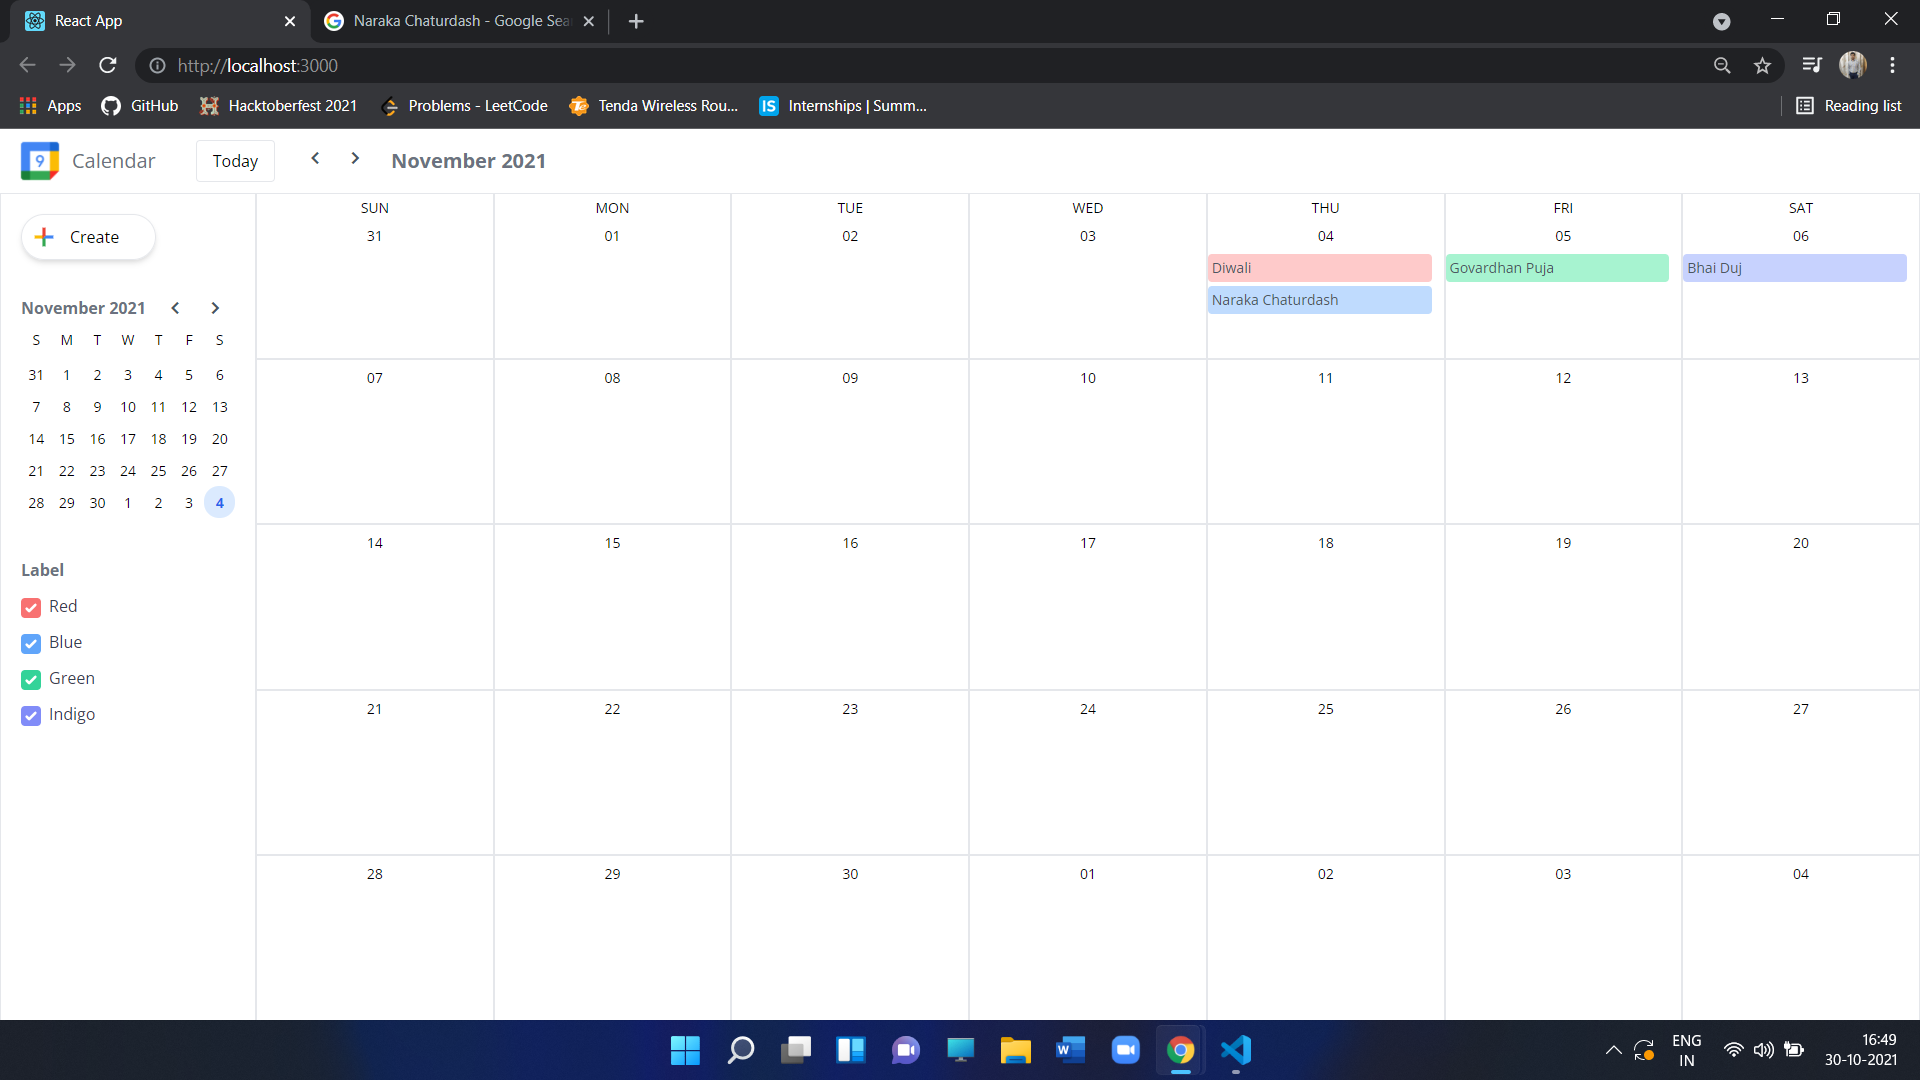 React App
Naraka Chaturdash - Google Sea
http://localhost:3000
Apps
GitHub
Hacktoberfest 2021
Problems - LeetCode
Tenda Wireless Rou...
IS
Internships | Summ...
Reading list
9
Calendar
Today
November 2021
Create
November 2021
S M T W T F S
31 1 2 3 4 5 6
7 8 9 10 11 12 13
14 15 16 17 18 19 20
21 22 23 24 25 26 27
28 29 30 1 2 3 4
Label
Red
Blue
Green
Indigo
SUN MON TUE WED THU FRI SAT
31 01 02 03 04 05 06
Diwali Govardhan Puja Bhai Duj
Naraka Chaturdash
07 08 09 10 11 12 13
14 15 16 17 18 19 20
21 22 23 24 25 26 27
28 29 30 01 02 03 04
W
ENG
IN
16:49
30-10-2021